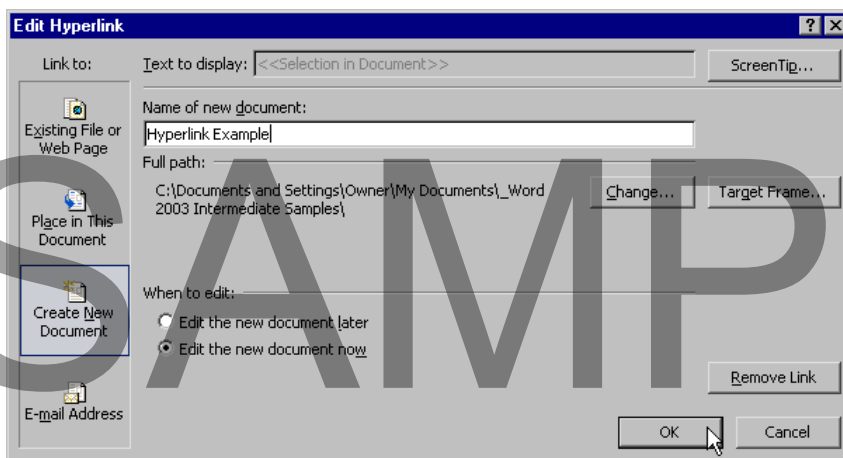 Edit Hyperlink
Link to:
Text to display: <<Selection in Document>>
ScreenTip...
Existing File or
Web Page
Place in This
Document
Create New
Document
E-mail Address
Name of new document:
Hyperlink Example
Full path:
C:\Documents and Settings\Owner\My Documents\_Word
2003 Intermediate Samples\
Change...
Target Frame...
When to edit:
Edit the new document later
Edit the new document now
Remove Link
OK
Cancel
SAMP